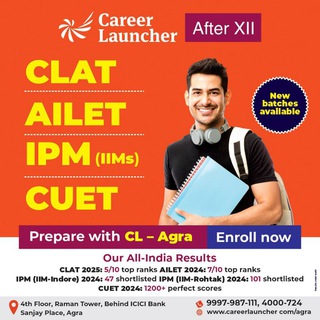 Career
Launcher
After XII
CLAT
AILET
IPM (IIMs)
CUET
New
batches
available
Prepare with CL – Agra
Enroll now
Our All-India Results
CLAT 2025: 5/10 top ranks AILET 2024: 7/10 top ranks
IPM (IIM-Indore) 2024: 47 shortlisted IPM (IIM-Rohtak) 2024: 101 shortlisted
CUET 2024: 1200+ perfect scores
4th Floor, Raman Tower, Behind ICICI Bank
Sanjay Place, Agra
9997-987-111, 4000-724
www.careerlauncher.com/agra